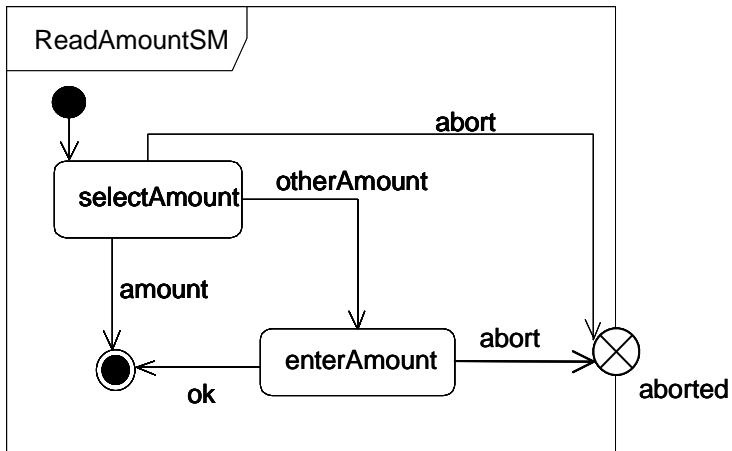 ReadAmountSM
abort
selectAmount
otherAmount
amount
enterAmount
abort
ok
aborted